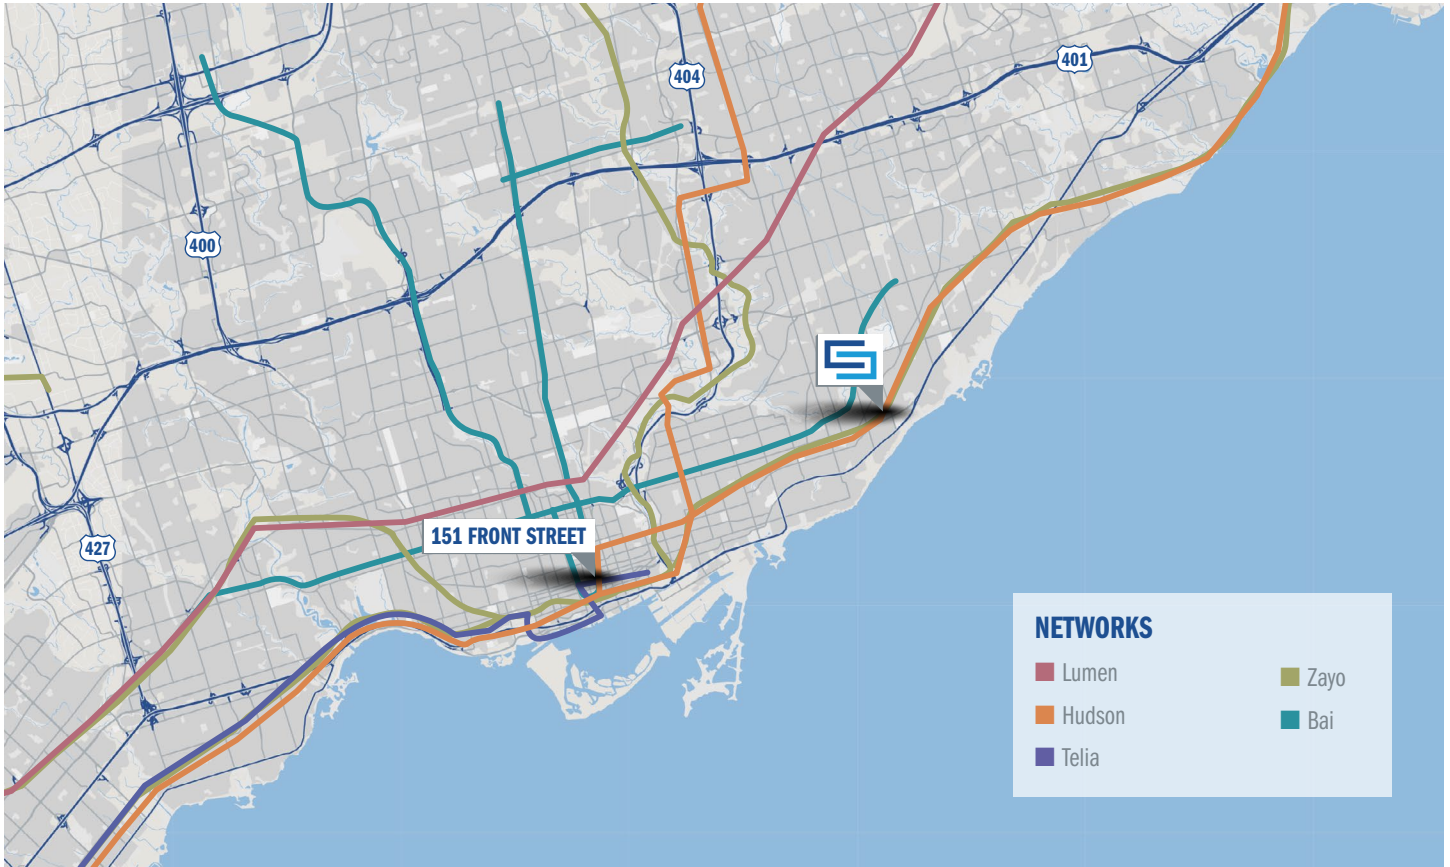 404
401
400
151 FRONT STREET
427
NETWORKS
Lumen
Hudson
Telia
Zayo
Bai